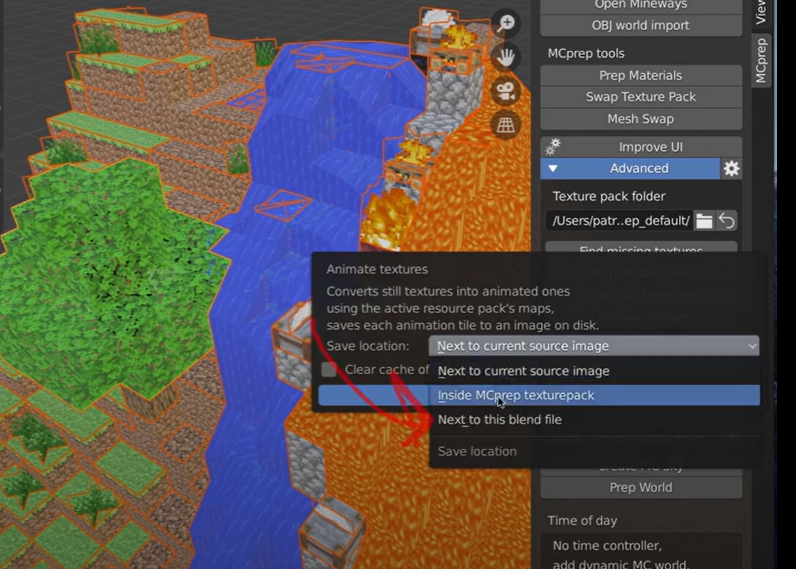 Open Mineways
OBJ world import
View
MCprep
MCprep tools
Prep Materials
Swap Texture Pack
Mesh Swap
Improve UI
Advanced
Texture pack folder
/Users/patr..ep_default/
Find missing textures
Animate textures
Converts still textures into animated ones
using the active resource pack's maps,
saves each animation tile to an image on disk.
Save location:
Next to current source image
Clear cache of
Next to current source image
Inside MCprep texturepack
Next to this blend file
Save location
Create MC Sky
Prep World
Time of day
No time controller,
add dynamic MC world.